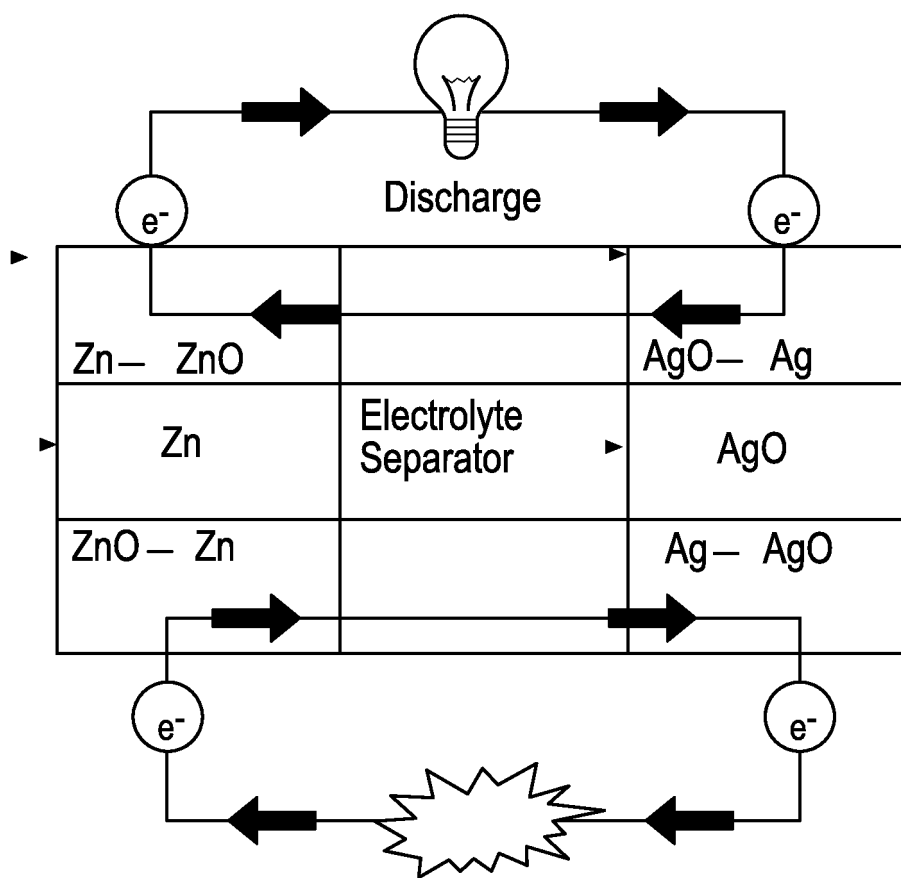 e⁻
e⁻
Discharge
Zn — ZnO
AgO — Ag
Zn
Electrolyte
Separator
AgO
ZnO — Zn
Ag — AgO
e⁻
e⁻